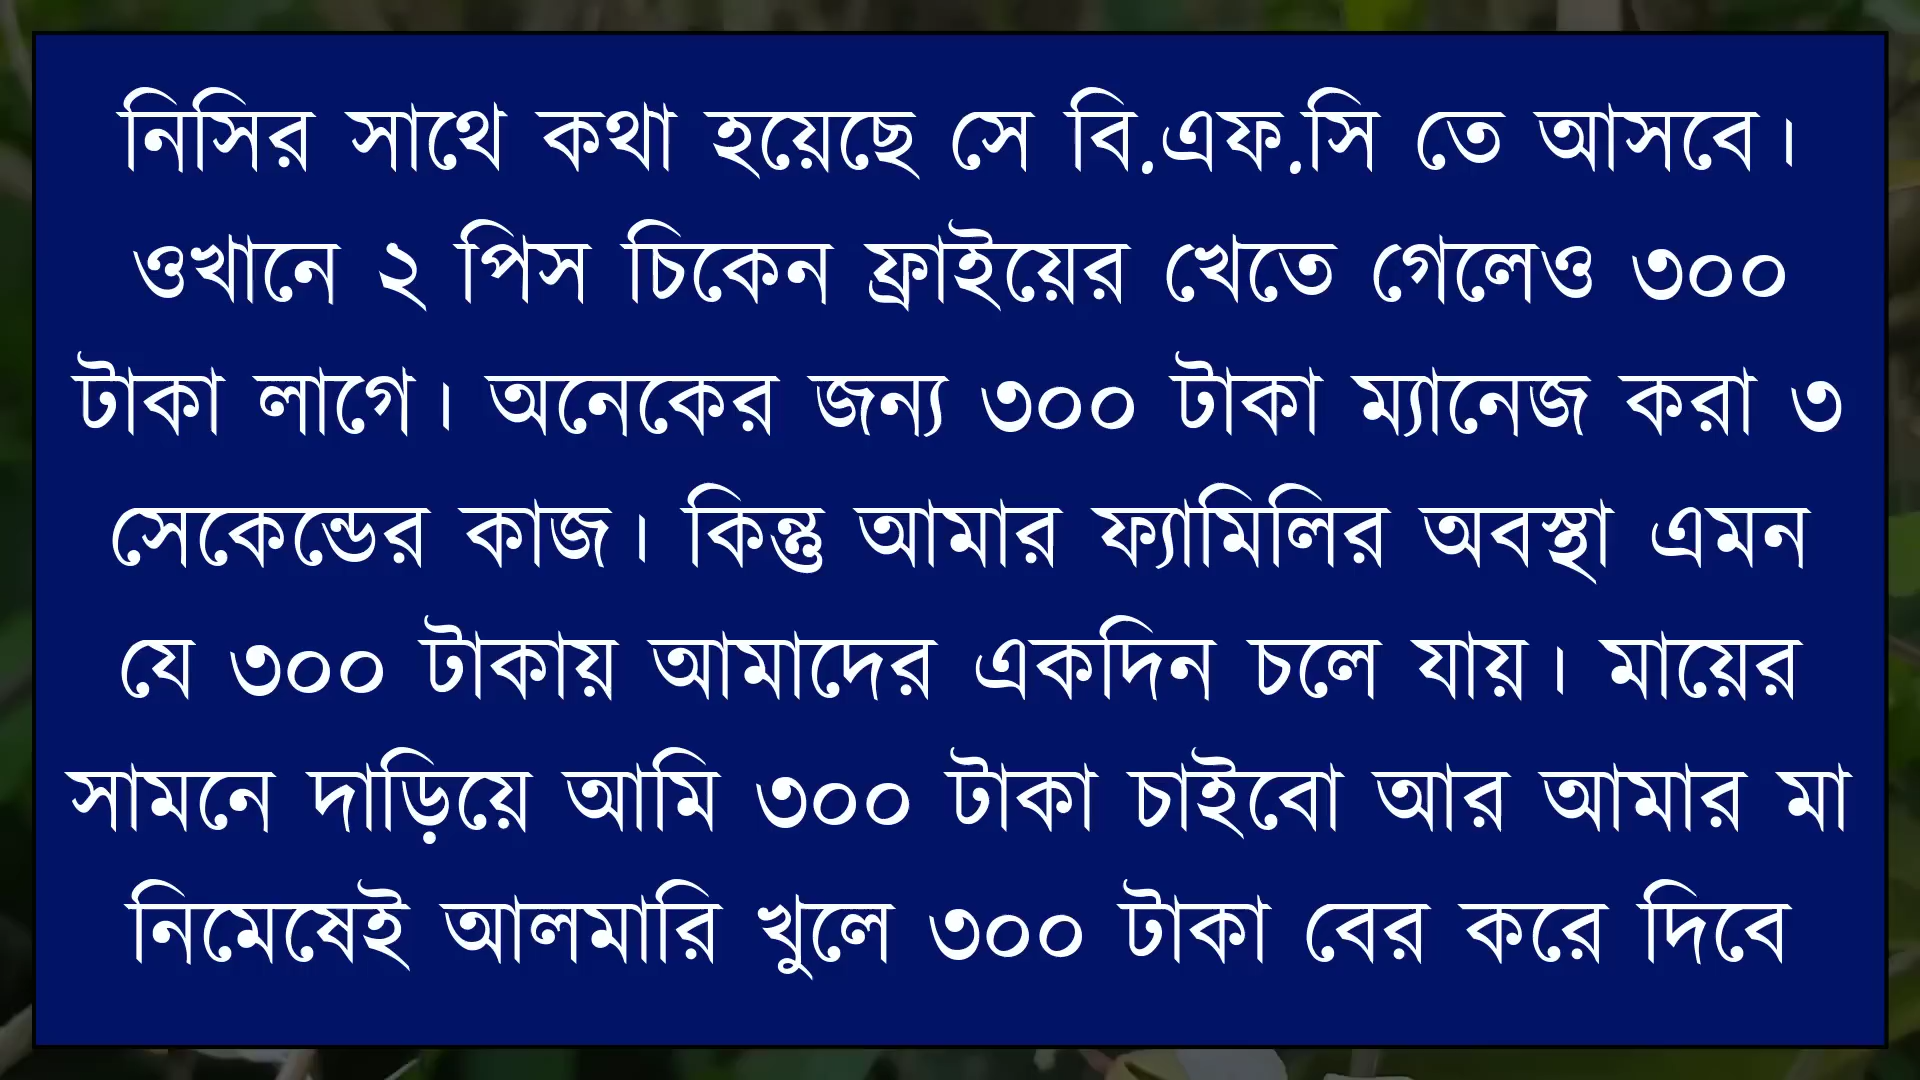 নিসির সাথে কথা হয়েছে সে বি.এফ.সি তে আসবে।
ওখানে ২ পিস চিকেন ফ্রাইয়ের খেতে গেলেও ৩০০
টাকা লাগে। অনেকের জন্য ৩০০ টাকা ম্যানেজ করা ৩
সেকেন্ডের কাজ। কিন্তু আমার ফ্যামিলির অবস্থা এমন
যে ৩০০ টাকায় আমাদের একদিন চলে যায়। মায়ের
সামনে দাড়িয়ে আমি ৩০০ টাকা চাইবো আর আমার মা
নিমেষেই আলমারি খুলে ৩০০ টাকা বের করে দিবে